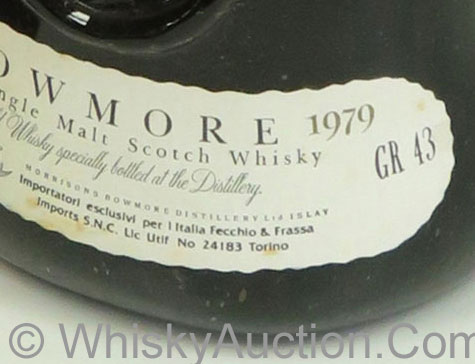 OWMORE 1979
ngle Malt Scotch Whisky
GR 43
Whisky specially bottled at the Distillery.
MORRISONS BOWMORE DISTILLERY Ltd ISLAY
Importatori esclusivi per l Italia Fecchio & Frassa
Imports S.N.C. Lic Utif No 24183 Torino
© WhiskyAuction.Com